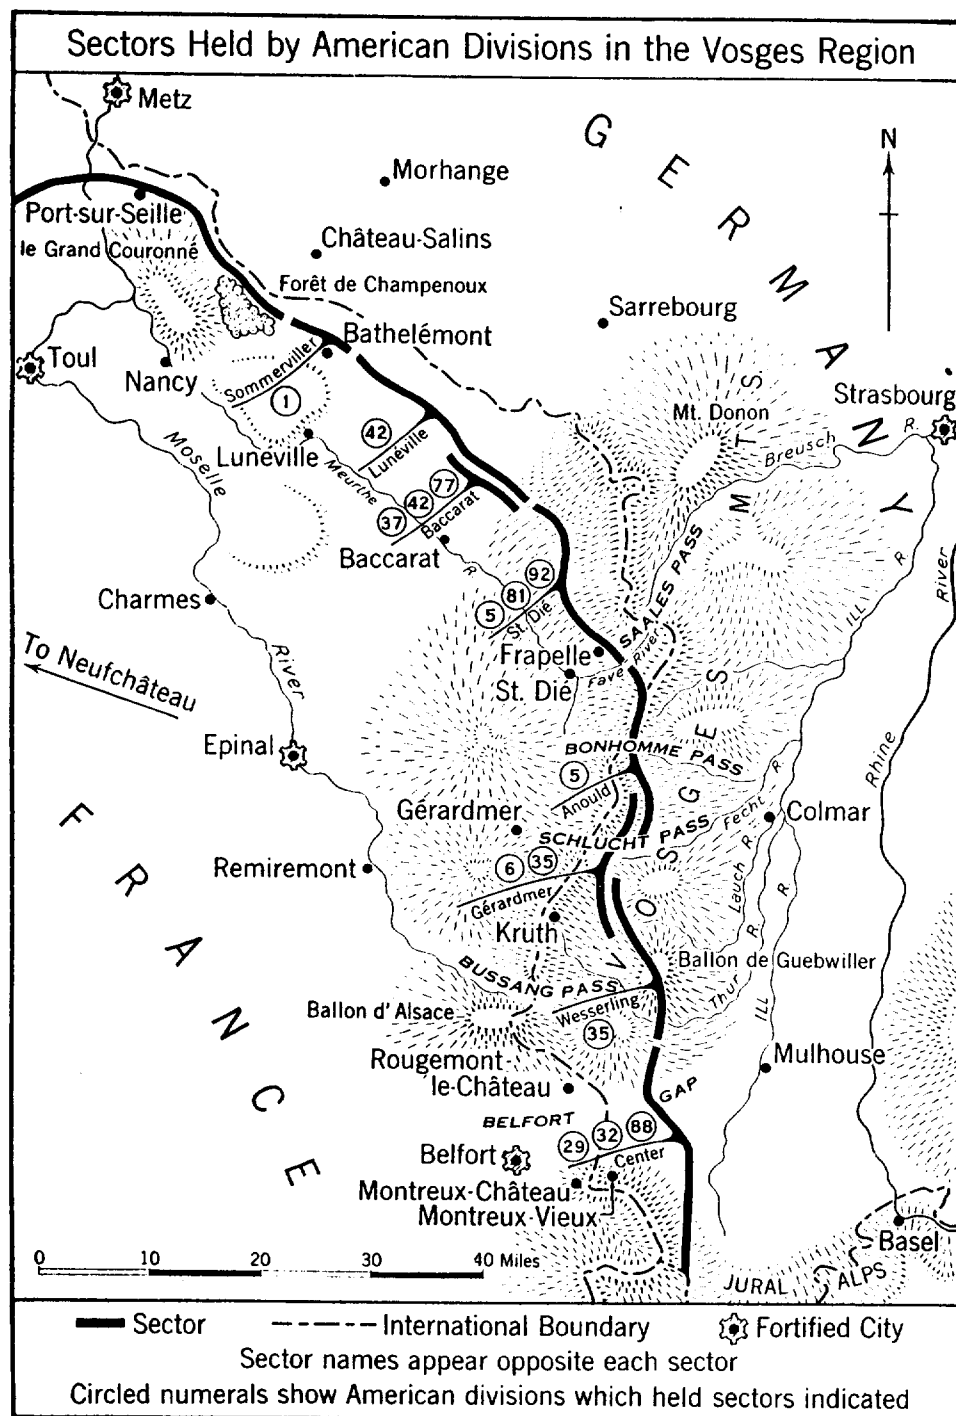 Sectors Held by American Divisions in the Vosges Region
Metz
GERMANY
N
Morhange
Port-sur-Seille
le Grand Couronné
Château-Salins
Forêt de Champenoux
Sarrebourg
Bathelémont
Toul
Nancy
Sommerviller
1
Mt. Donon
Strasbourg
Breusch R.
Moselle
River
Lunéville
42
Lunéville
Meurthe
R.
77
42
37
Baccarat
Baccarat
VOSGES MTS.
SAALES PASS
ILL R.
River
Rhine
Charmes
92
81
5
St. Dié
To Neufchâteau
Frapelle
Fave River
St. Dié
Epinal
BONHOMME PASS
5
Anould
Gérardmer
SCHLUCHT PASS
Fecht R.
Colmar
FRANCE
Remiremont
6
35
Gérardmer
Lauch R.
Kruth
BUSSANG PASS
Ballon de Guebwiller
Thur R.
ILL R.
Ballon d'Alsace
Wesserling
35
Rougemont-
le-Château
Mulhouse
BELFORT GAP
29
32
88
Center
Belfort
Montreux-Château
Montreux-Vieux
Basel
0 10 20 30 40 Miles
JURAL ALPS
Sector
International Boundary
Fortified City
Sector names appear opposite each sector
Circled numerals show American divisions which held sectors indicated